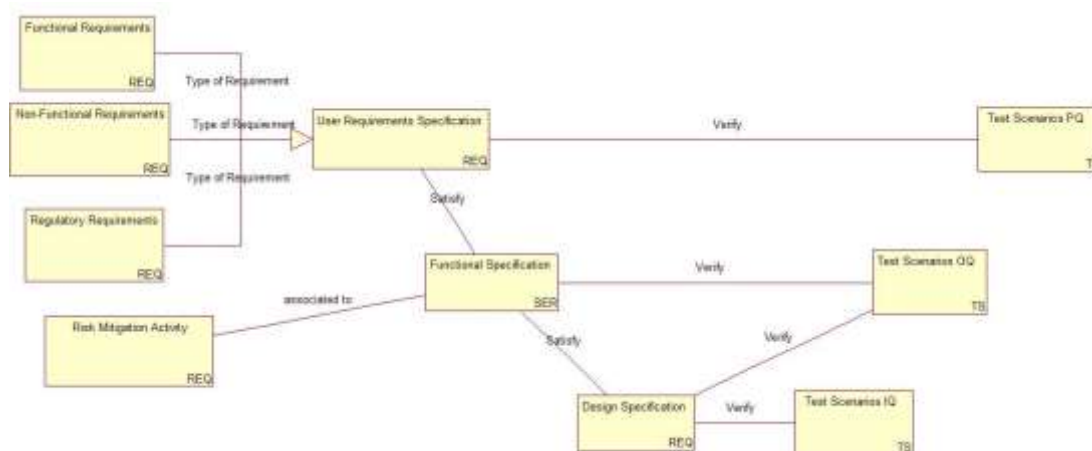 Functional Requirements
REQ
Type of Requirement
Non-Functional Requirements
REQ
Type of Requirement
User Requirements Specification
REQ
Verify
Test Scenarios PQ
T
Type of Requirement
Regulatory Requirements
REQ
Satisfy
Functional Specification
SER
Verify
Test Scenarios OQ
TS
associated to
Risk Mitigation Activity
REQ
Satisfy
Verify
Design Specification
REQ
Verify
Test Scenarios IQ
TS